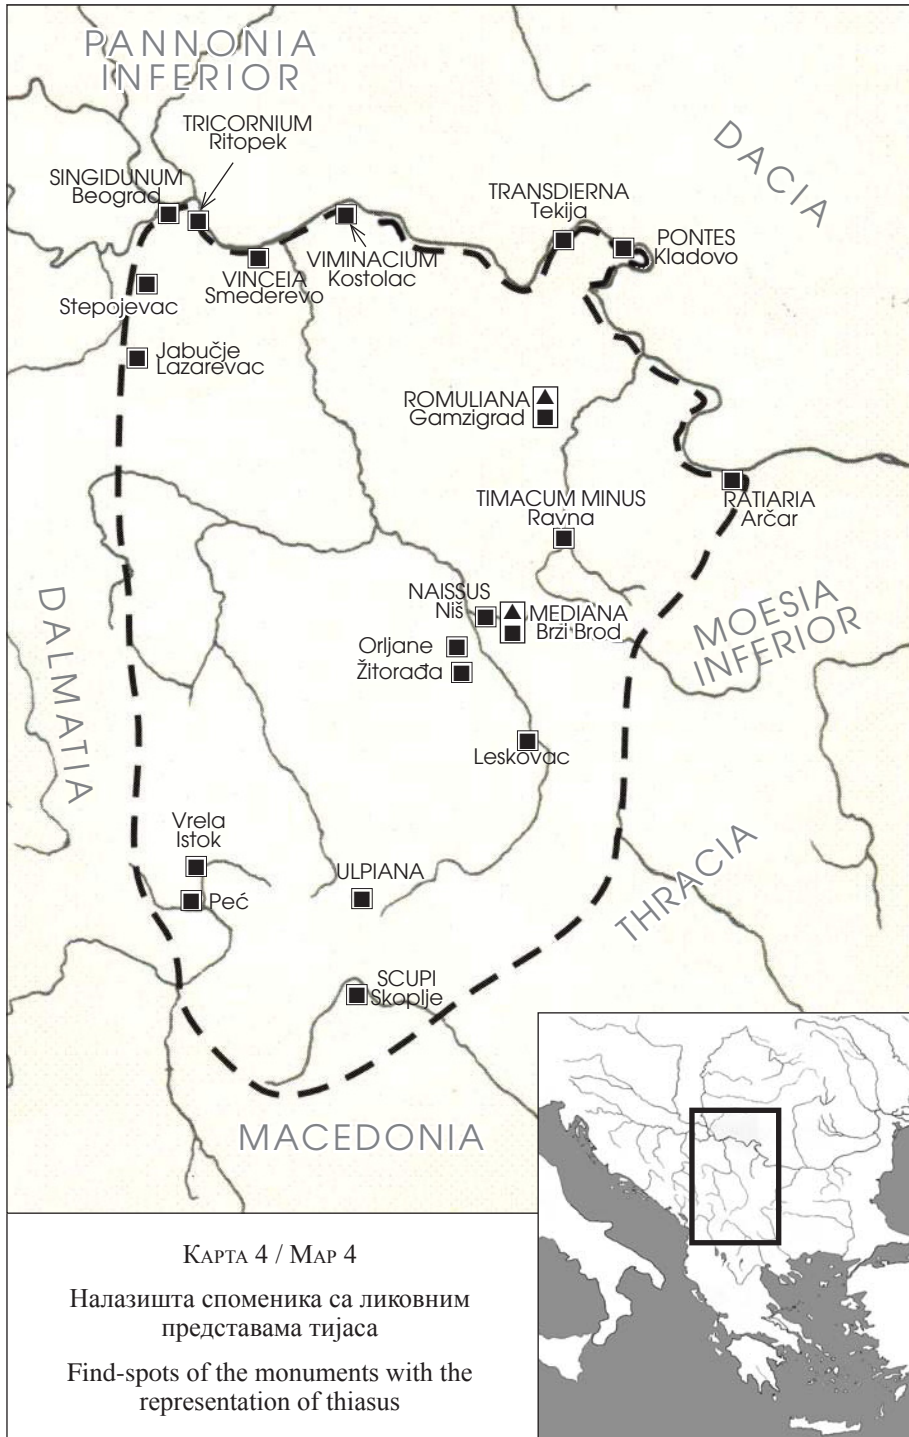 PANNONIA
INFERIOR
TRICORNIUM
Ritopek
DACIA
SINGIDUNUM
Beograd
TRANSDIERNA
Tekija
PONTES
Kladovo
VIMINACIUM
Kostolac
VINCEIA
Smederevo
Stepojevac
Jabučje
Lazarevac
ROMULIANA
Gamzigrad
TIMACUM MINUS
Ravna
RATIARIA
Arčar
NAISSUS
Niš
MEDIANA
Brzi Brod
MOESIA
INFERIOR
DALMATIA
Orljane
Žitorađa
Leskovac
Vrela
Istok
Peć
ULPIANA
THRACIA
SCUPI
Skoplje
MACEDONIA
КАРТА 4 / MAP 4
Налазишта споменика са ликовним
представама тијаса
Find-spots of the monuments with the
representation of thiasus